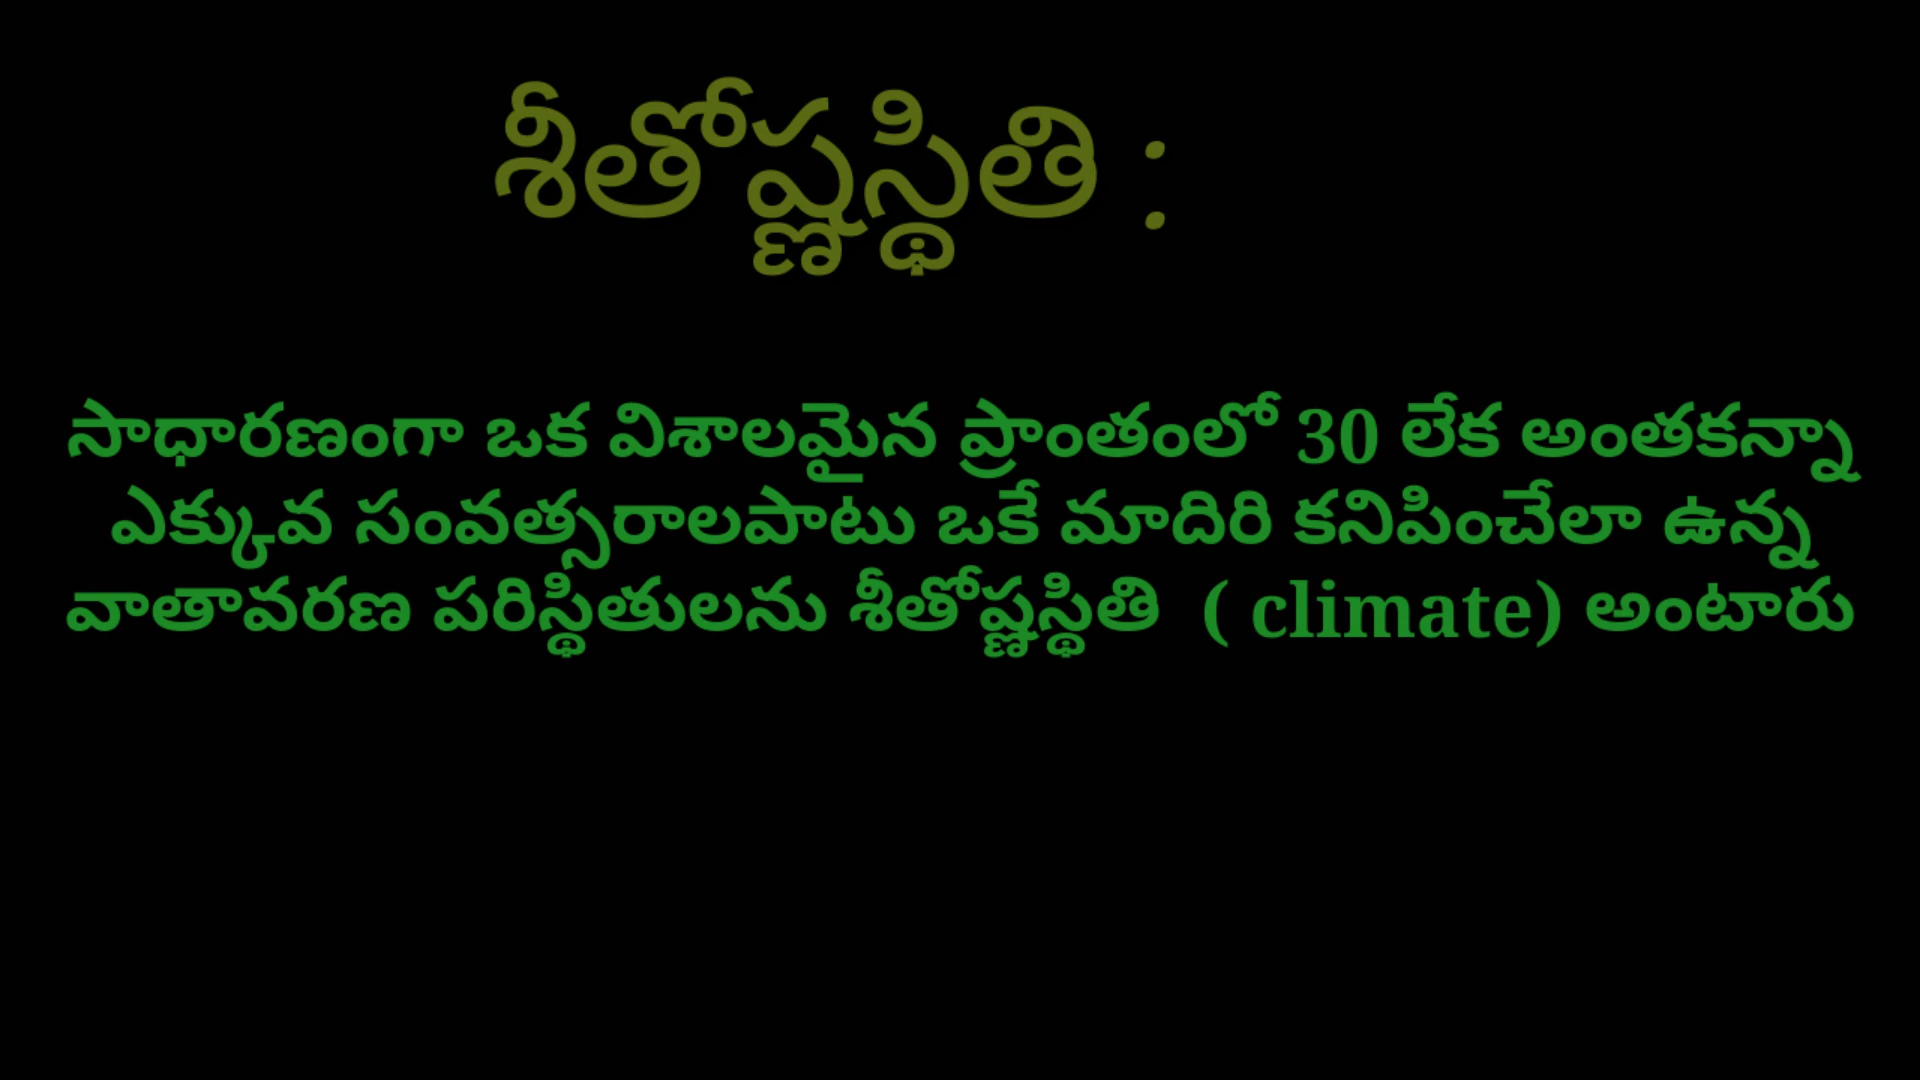 శీతోష్ణస్థితి :
సాధారణంగా ఒక విశాలమైన ప్రాంతంలో 30 లేక అంతకన్నా
ఎక్కువ సంవత్సరాలపాటు ఒకే మాదిరి కనిపించేలా ఉన్న
వాతావరణ పరిస్థితులను శీతోష్ణస్థితి ( climate) అంటారు